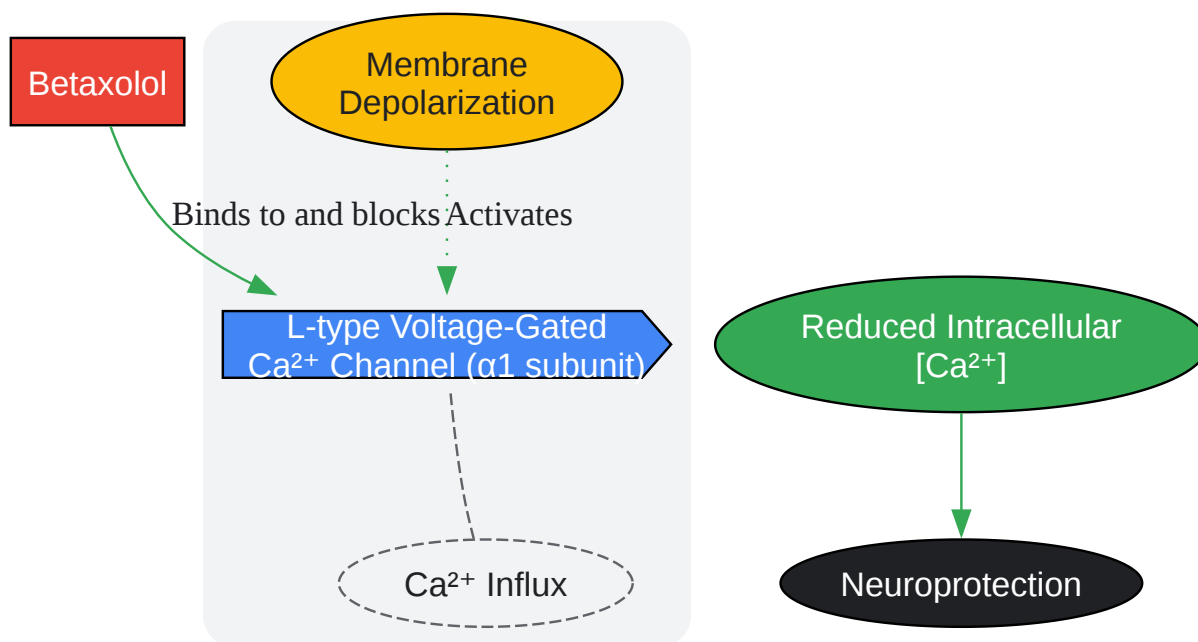 Betaxolol
Membrane
Depolarization
Binds to and blocks
Activates
L-type Voltage-Gated
Ca²⁺ Channel (α1 subunit)
Reduced Intracellular
[Ca²⁺]
Ca²⁺ Influx
Neuroprotection